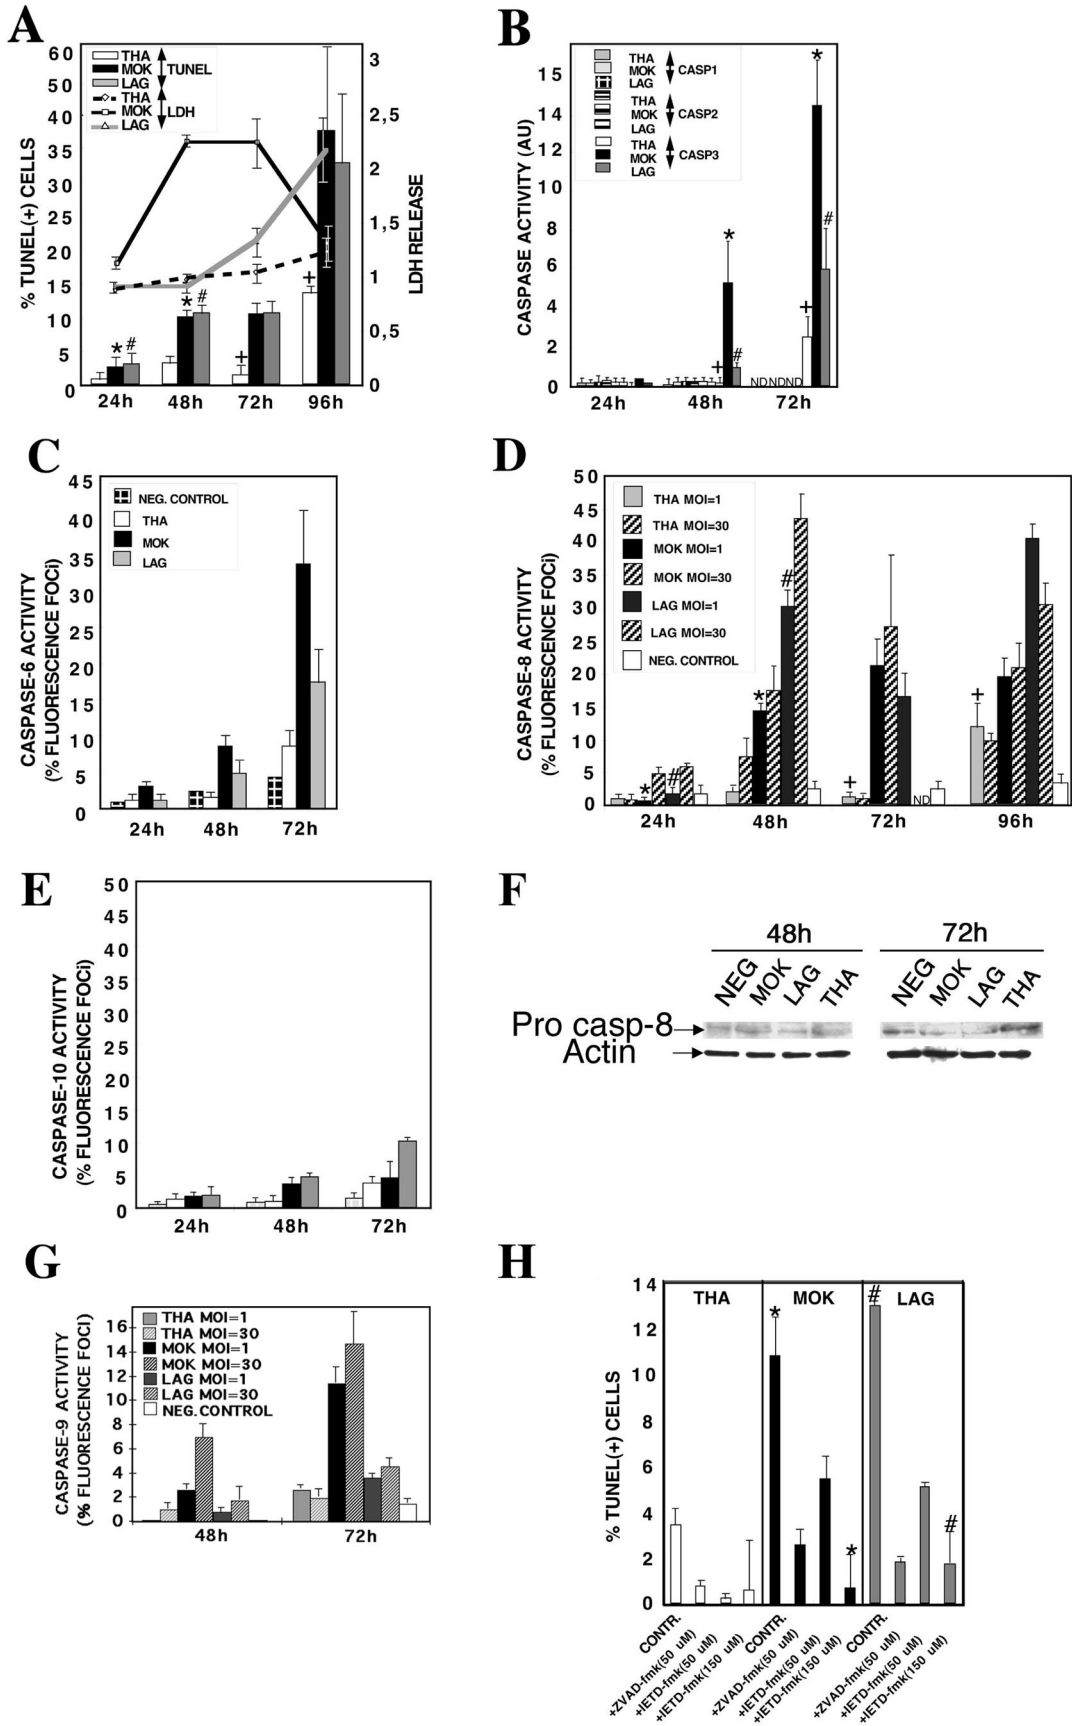 A
60
50
40
35
30
25
20
15
10
5
0
% TUNEL(+) CELLS
THA
MOK
LAG
TUNEL
THA
MOK
LAG
LDH
*
#
*
#
+
+
3
2,5
2
1,5
1
0,5
0
LDH RELEASE
24h 48h 72h 96h
B
15
14
12
10
8
6
4
2
0
CASPASE ACTIVITY (AU)
THA
MOK
LAG
CASP1
THA
MOK
LAG
CASP2
THA
MOK
LAG
CASP3
+
*
#
NDNDND
+
*
#
24h 48h 72h
C
45
40
35
30
25
20
15
10
5
0
CASPASE-6 ACTIVITY
(% FLUORESCENCE FOCi)
NEG. CONTROL
THA
MOK
LAG
24h 48h 72h
D
50
45
40
35
30
25
20
15
10
5
0
CASPASE-8 ACTIVITY
(% FLUORESCENCE FOCi)
THA MOI=1
THA MOI=30
MOK MOI=1
MOK MOI=30
LAG MOI=1
LAG MOI=30
NEG. CONTROL
*
#
*
#
+
ND
+
24h 48h 72h 96h
E
50
45
40
35
30
25
20
15
10
5
0
CASPASE-10 ACTIVITY
(% FLUORESCENCE FOCi)
24h 48h 72h
F
48h 72h
NEG MOK LAG THA NEG MOK LAG THA
Pro casp-8
Actin
G
16
14
12
10
8
6
4
2
0
CASPASE-9 ACTIVITY
(% FLUORESCENCE FOCi)
THA MOI=1
THA MOI=30
MOK MOI=1
MOK MOI=30
LAG MOI=1
LAG MOI=30
NEG.CONTROL
48h 72h
H
14
12
10
8
6
4
2
0
% TUNEL(+) CELLS
THA MOK LAG
*
*
#
#
CONTR.
+ZVAD-fmk(50 uM)
+IETD-fmk(50 uM)
+IETD-fmk(150 uM)
CONTR.
+ZVAD-fmk(50 uM)
+IETD-fmk(50 uM)
+IETD-fmk(150 uM)
CONTR.
+ZVAD-fmk(50 uM)
+IETD-fmk(50 uM)
+IETD-fmk(150 uM)